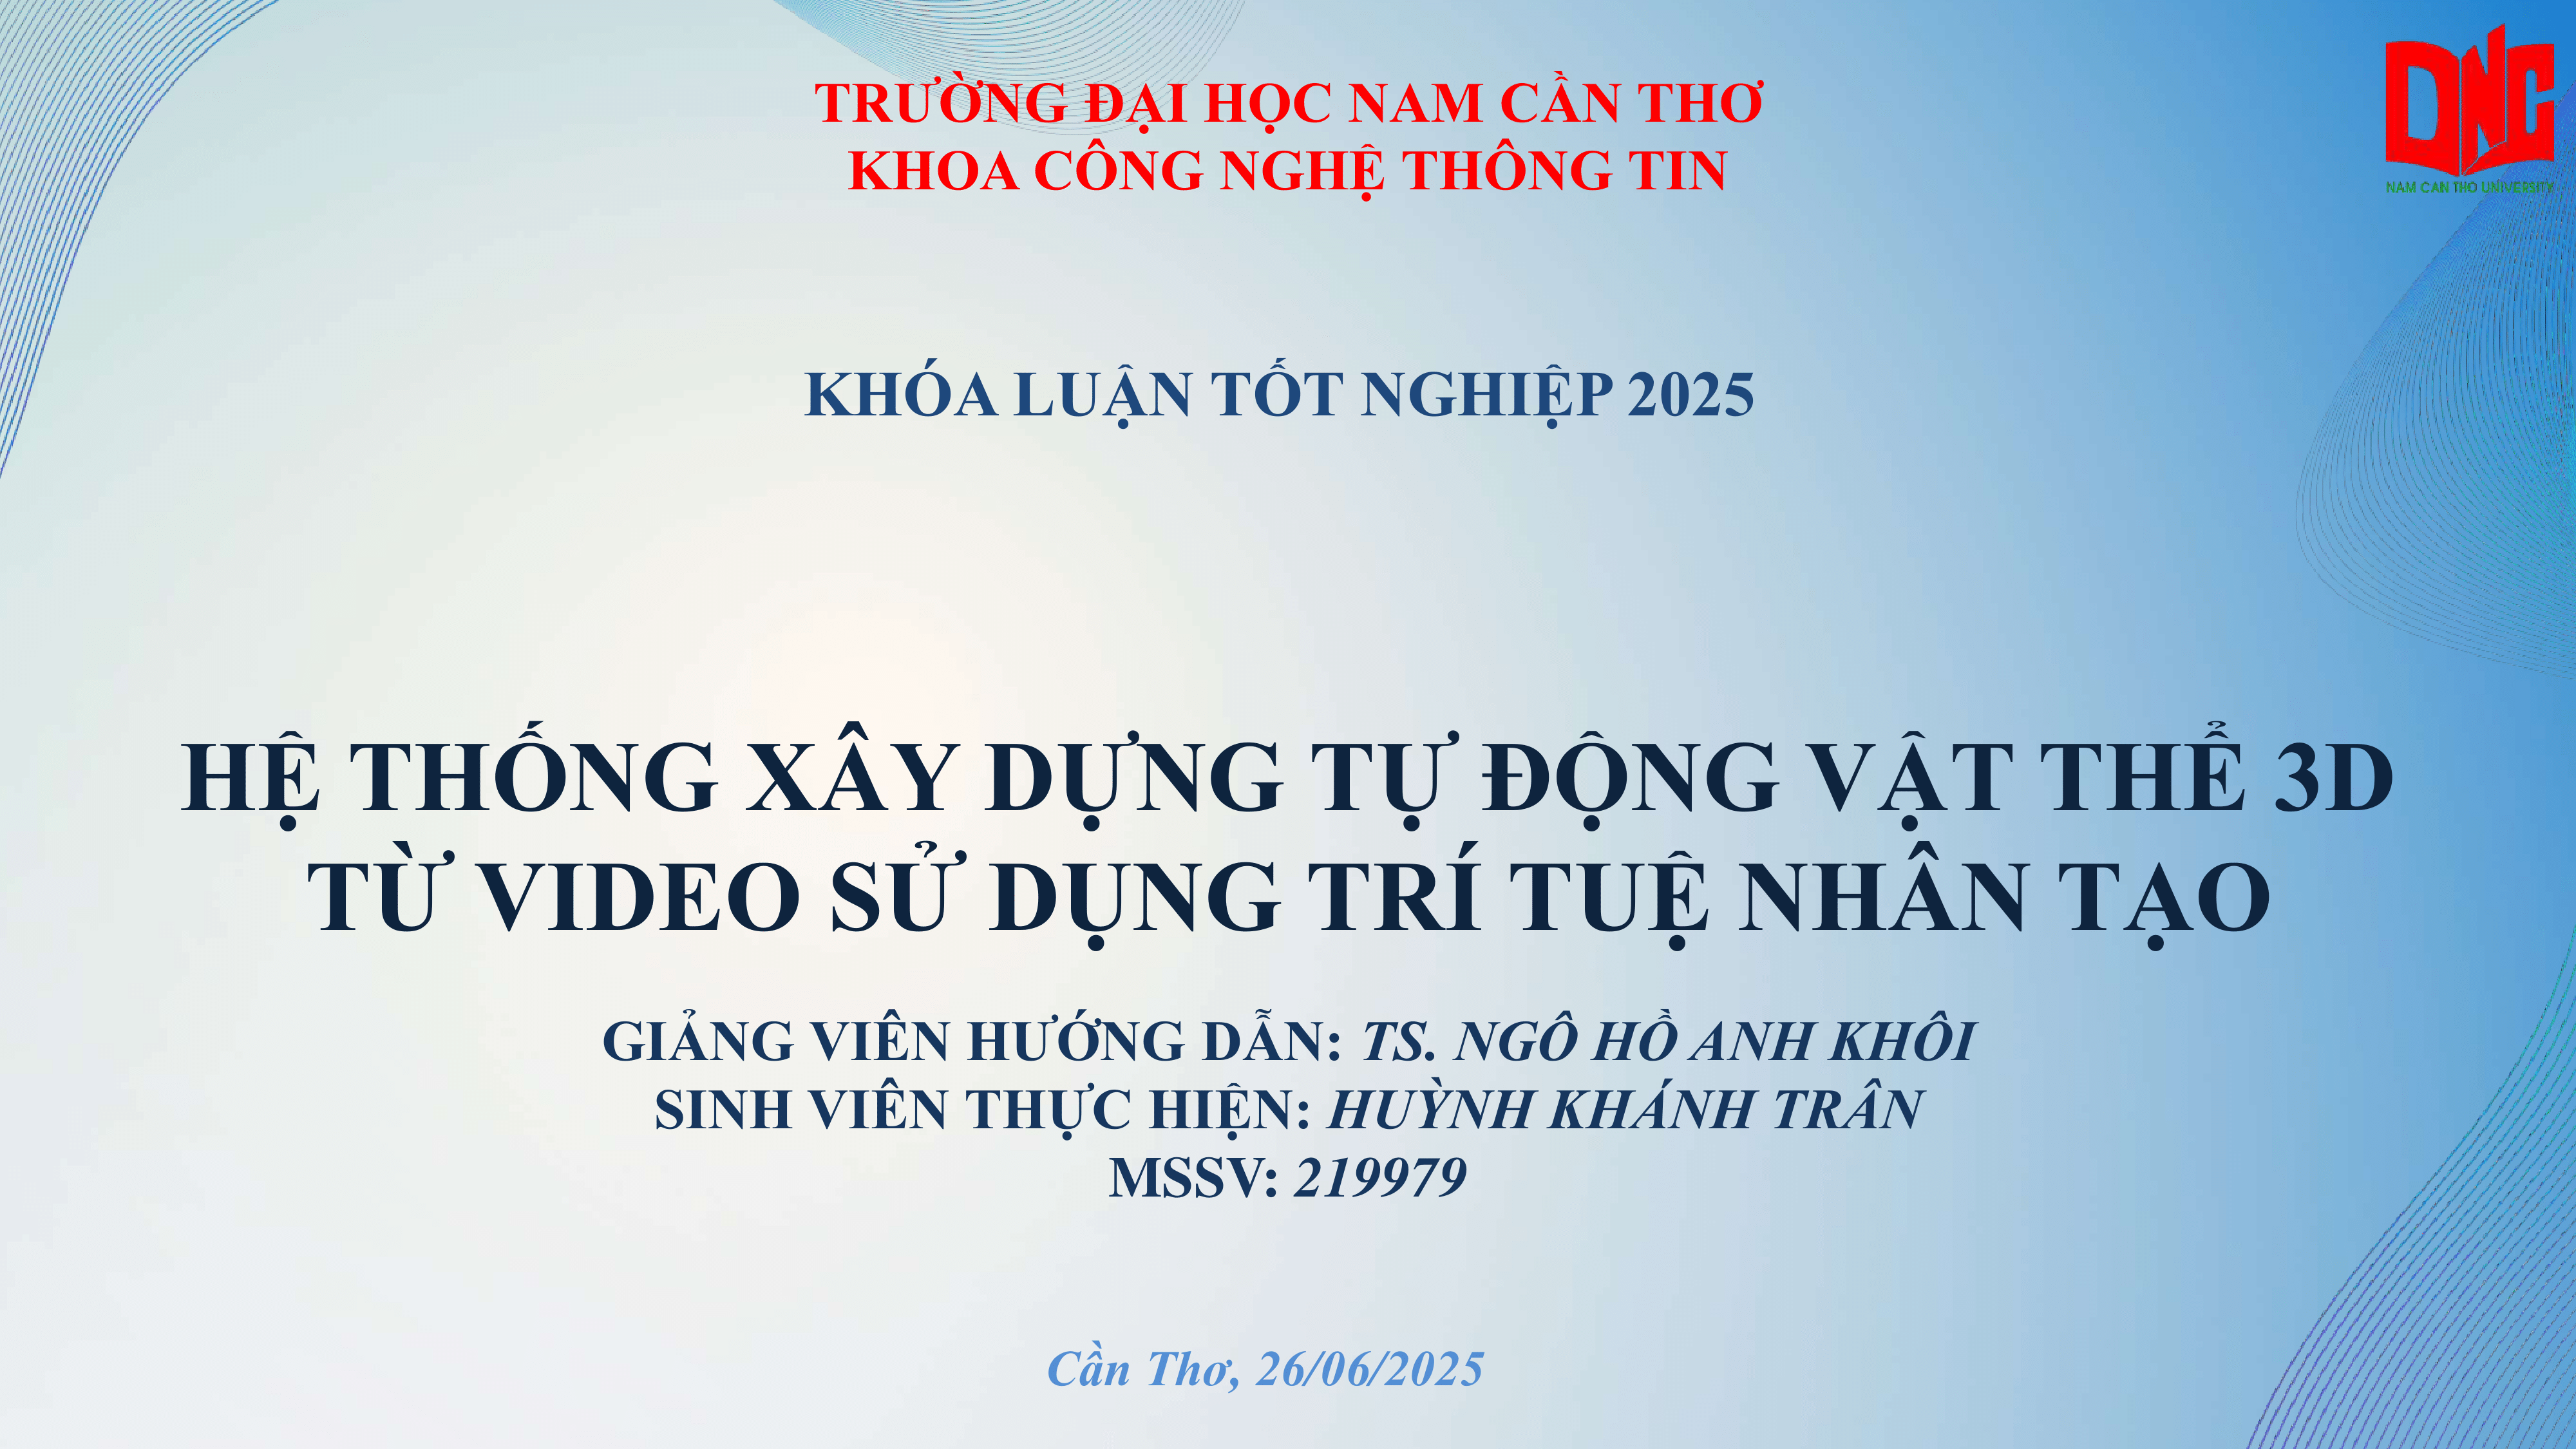 TRƯỜNG ĐẠI HỌC NAM CẦN THƠ
KHOA CÔNG NGHỆ THÔNG TIN
DNC
NAM CAN THO UNIVERSITY
KHÓA LUẬN TỐT NGHIỆP 2025
HỆ THỐNG XÂY DỰNG TỰ ĐỘNG VẬT THỂ 3D
TỪ VIDEO SỬ DỤNG TRÍ TUỆ NHÂN TẠO
GIẢNG VIÊN HƯỚNG DẪN: TS. NGÔ HỒ ANH KHÔI
SINH VIÊN THỰC HIỆN: HUỲNH KHÁNH TRÂN
MSSV: 219979
Cần Thơ, 26/06/2025